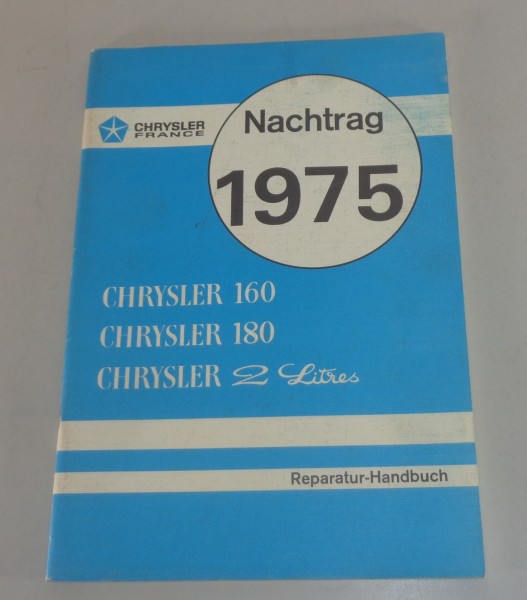 CHRYSLER
FRANCE
Nachtrag
1975
CHRYSLER 160
CHRYSLER 180
CHRYSLER 2 Litres
Reparatur-Handbuch